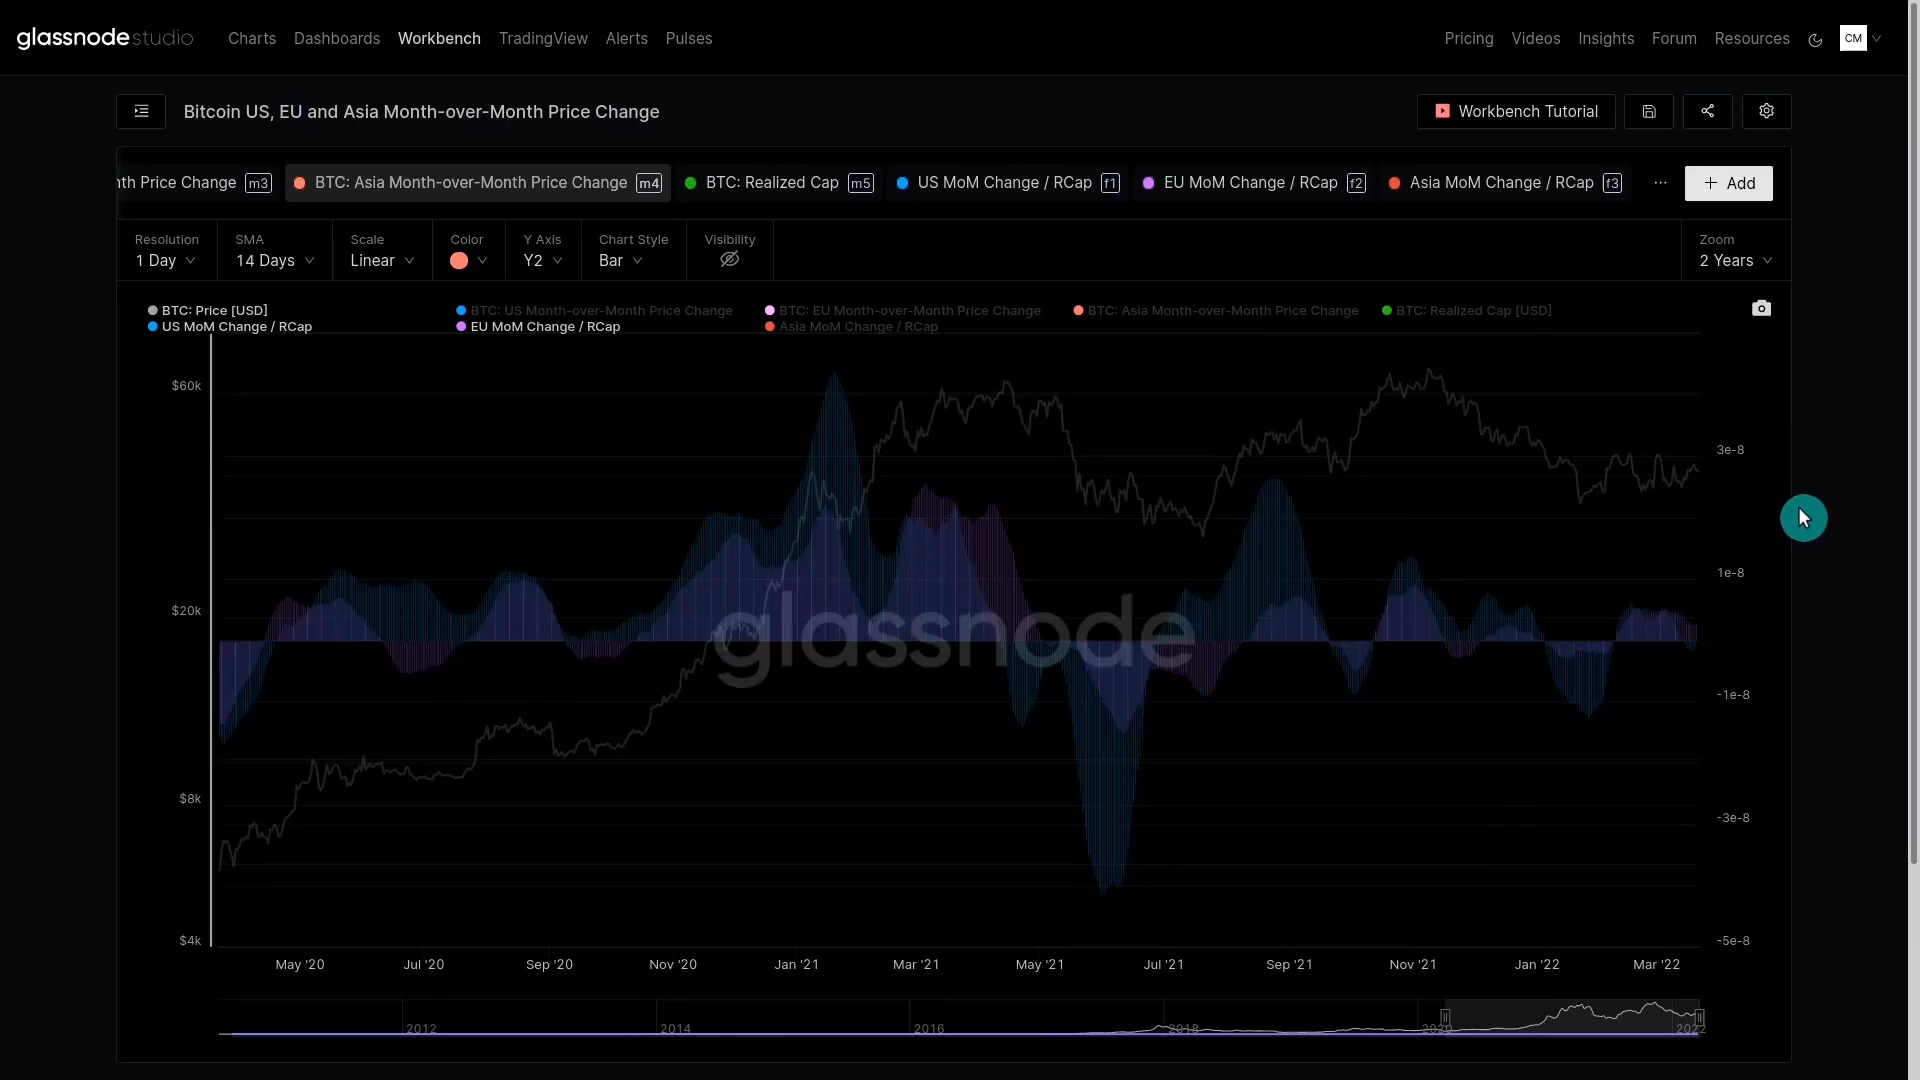 glassnode studio Charts Dashboards Workbench TradingView Alerts Pulses Pricing Videos Insights Forum Resources CM
Bitcoin US, EU and Asia Month-over-Month Price Change Workbench Tutorial
nth Price Change m3 BTC: Asia Month-over-Month Price Change m4 BTC: Realized Cap m5 US MoM Change / RCap f1 EU MoM Change / RCap f2 Asia MoM Change / RCap f3 ... + Add
Resolution SMA Scale Color Y Axis Chart Style Visibility Zoom
1 Day 14 Days Linear Y2 Bar 2 Years
BTC: Price [USD] BTC: US Month-over-Month Price Change BTC: EU Month-over-Month Price Change BTC: Asia Month-over-Month Price Change BTC: Realized Cap [USD]
US MoM Change / RCap EU MoM Change / RCap Asia MoM Change / RCap
$60k
3e-8
1e-8
$20k
glassnode
-1e-8
$8k
-3e-8
$4k
-5e-8
May '20 Jul '20 Sep '20 Nov '20 Jan '21 Mar '21 May '21 Jul '21 Sep '21 Nov '21 Jan '22 Mar '22
2012 2014 2016 2018 2020 2022